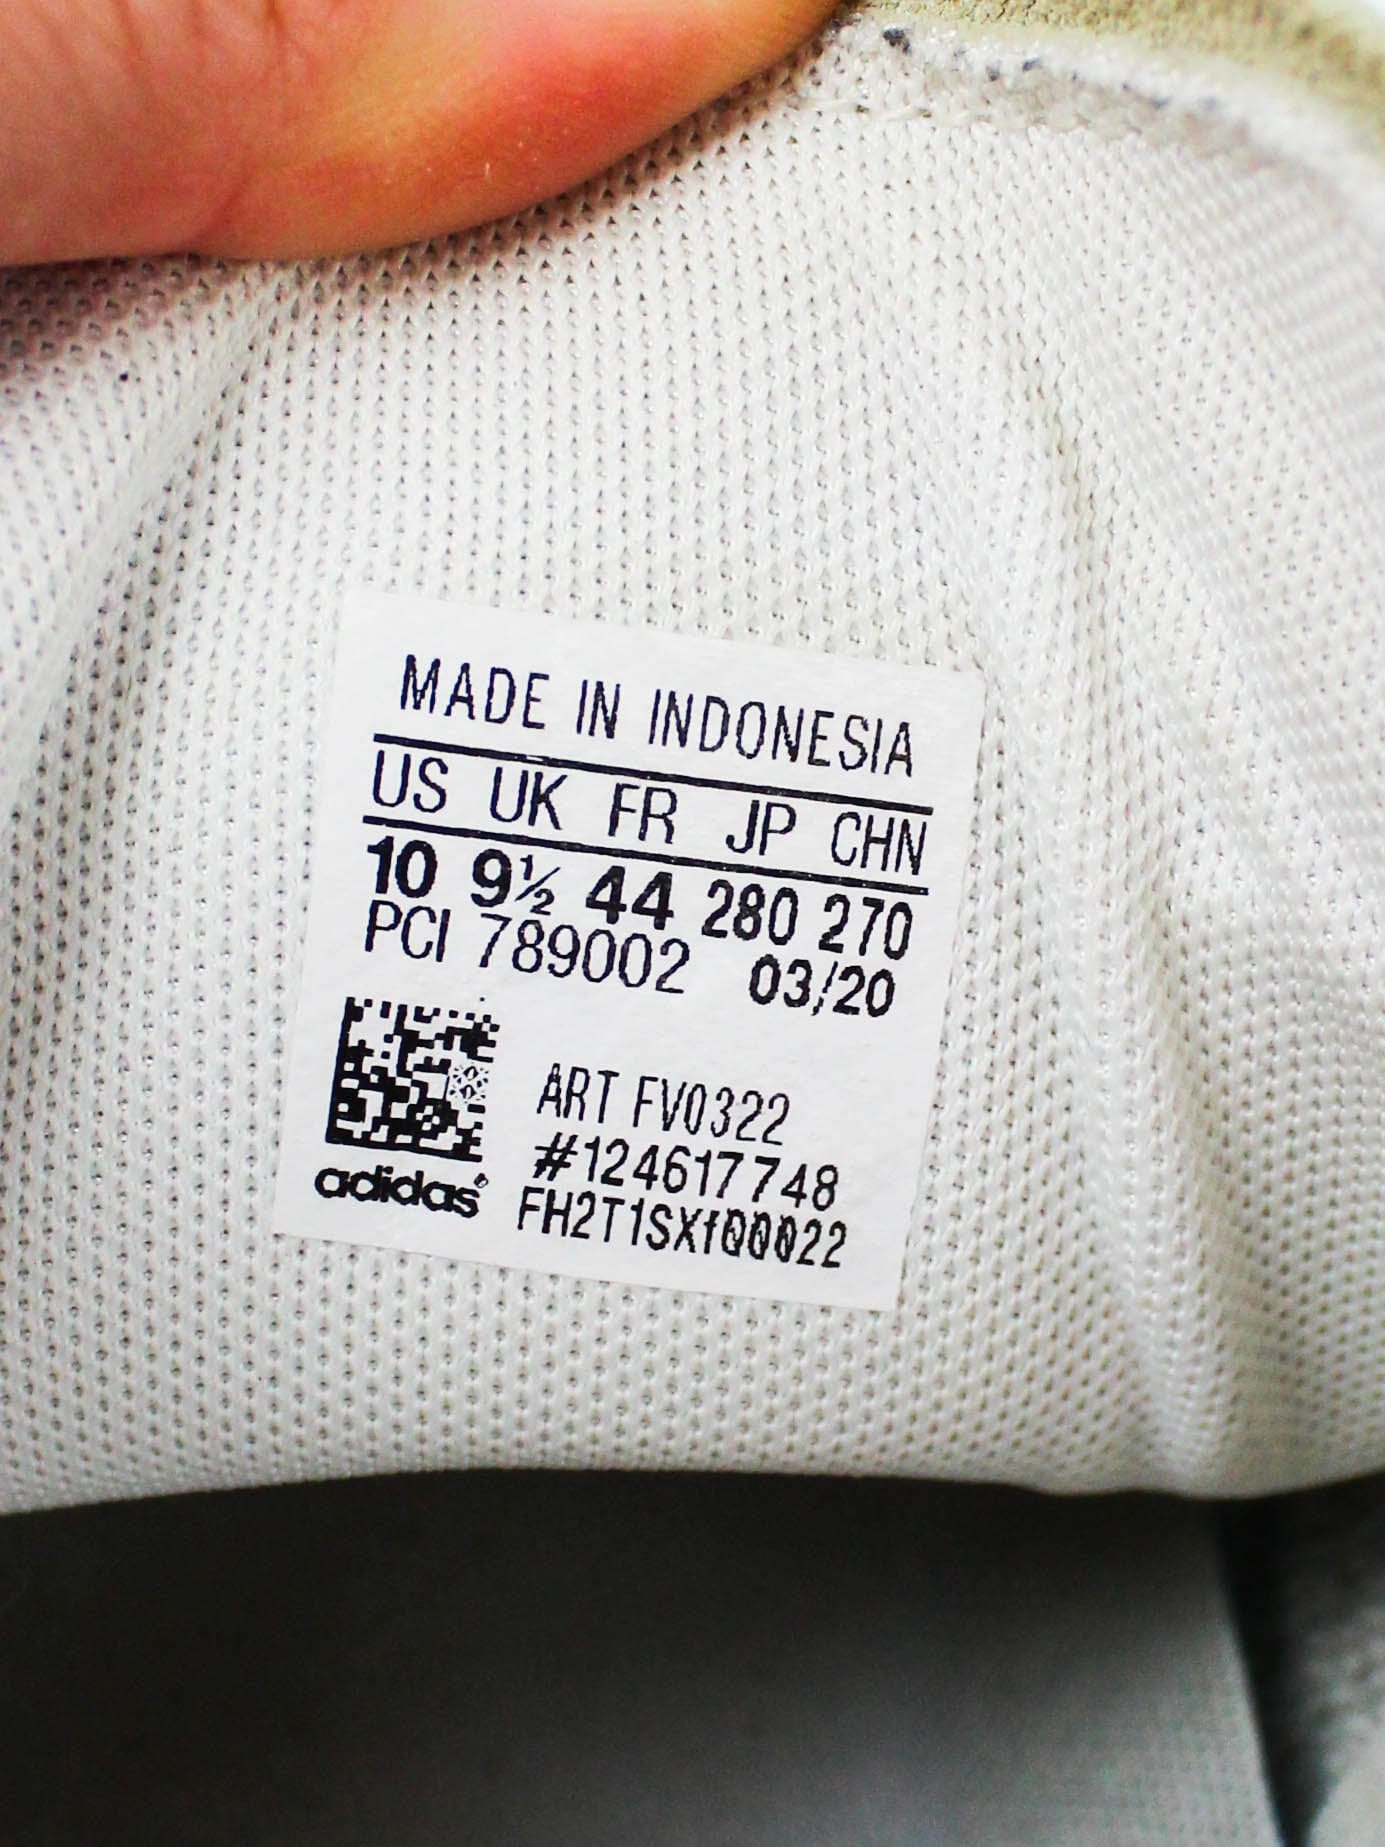 MADE IN INDONESIA
US UK FR JP CHN
10 9½ 44 280 270
PCI 789002 03/20
ART FV0322
#124617748
adidas